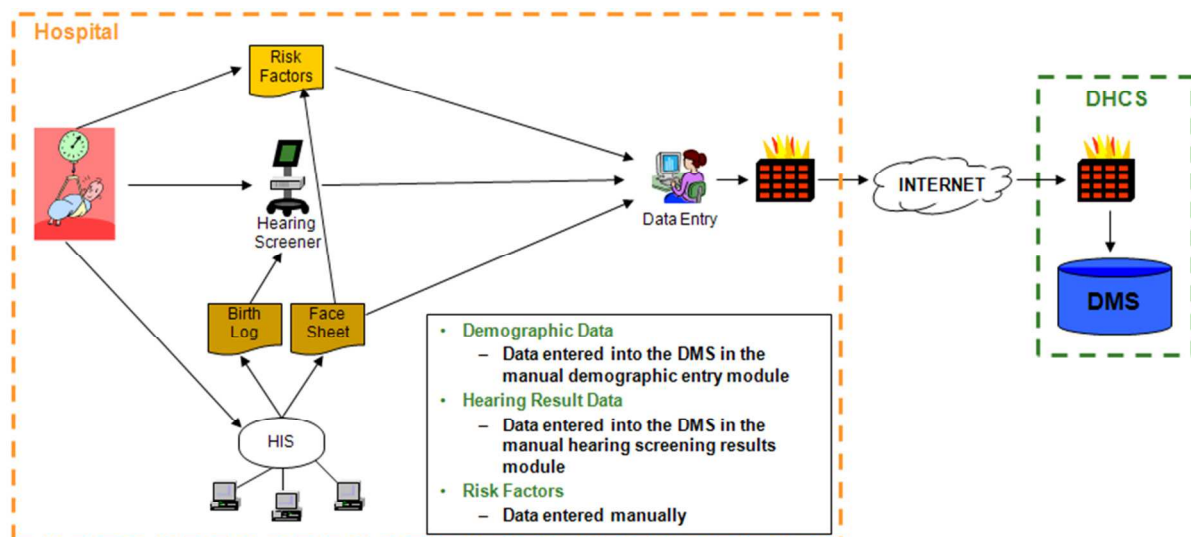 Hospital
Risk
Factors
DHCS
Hearing
Screener
Data Entry
INTERNET
DMS
Birth
Log
Face
Sheet
HIS
• Demographic Data
– Data entered into the DMS in the
manual demographic entry module
• Hearing Result Data
– Data entered into the DMS in the
manual hearing screening results
module
• Risk Factors
– Data entered manually